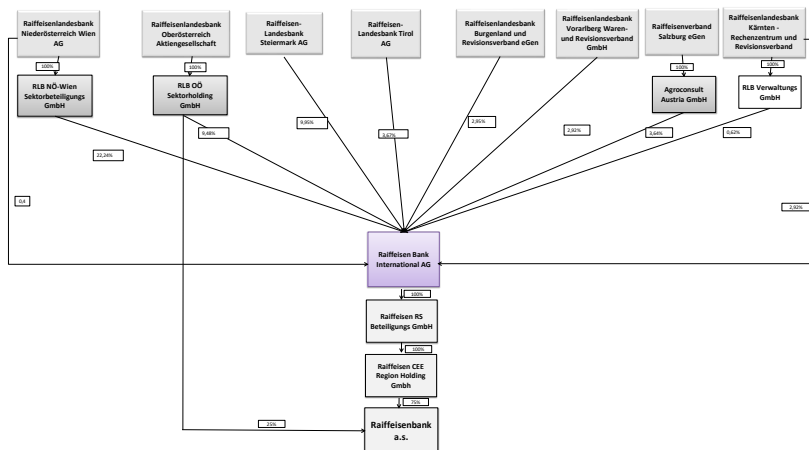 Raiffeisenlandesbank
Niederösterreich Wien
AG
Raiffeisenlandesbank
Oberösterreich
Aktiengesellschaft
Raiffeisen-
Landesbank
Steiermark AG
Raiffeisen-
Landesbank Tirol
AG
Raiffeisenlandesbank
Burgenland und
Revisionsverband eGen
Raiffeisenlandesbank
Vorarlberg Waren-
und Revisionsverband
GmbH
Raiffeisenverband
Salzburg eGen
Raiffeisenlandesbank
Kärnten -
Rechenzentrum und
Revisionsverband
100%
100%
100%
100%
RLB NÖ-Wien
Sektorbeteiligungs
GmbH
RLB OÖ
Sektorholding
GmbH
Agroconsult
Austria GmbH
RLB Verwaltungs
GmbH
22,24%
9,48%
9,95%
3,67%
2,95%
2,92%
3,64%
0,62%
0,4
2,92%
Raiffeisen Bank
International AG
100%
Raiffeisen RS
Beteiligungs GmbH
100%
Raiffeisen CEE
Region Holding
Gmbh
75%
25%
Raiffeisenbank
a.s.